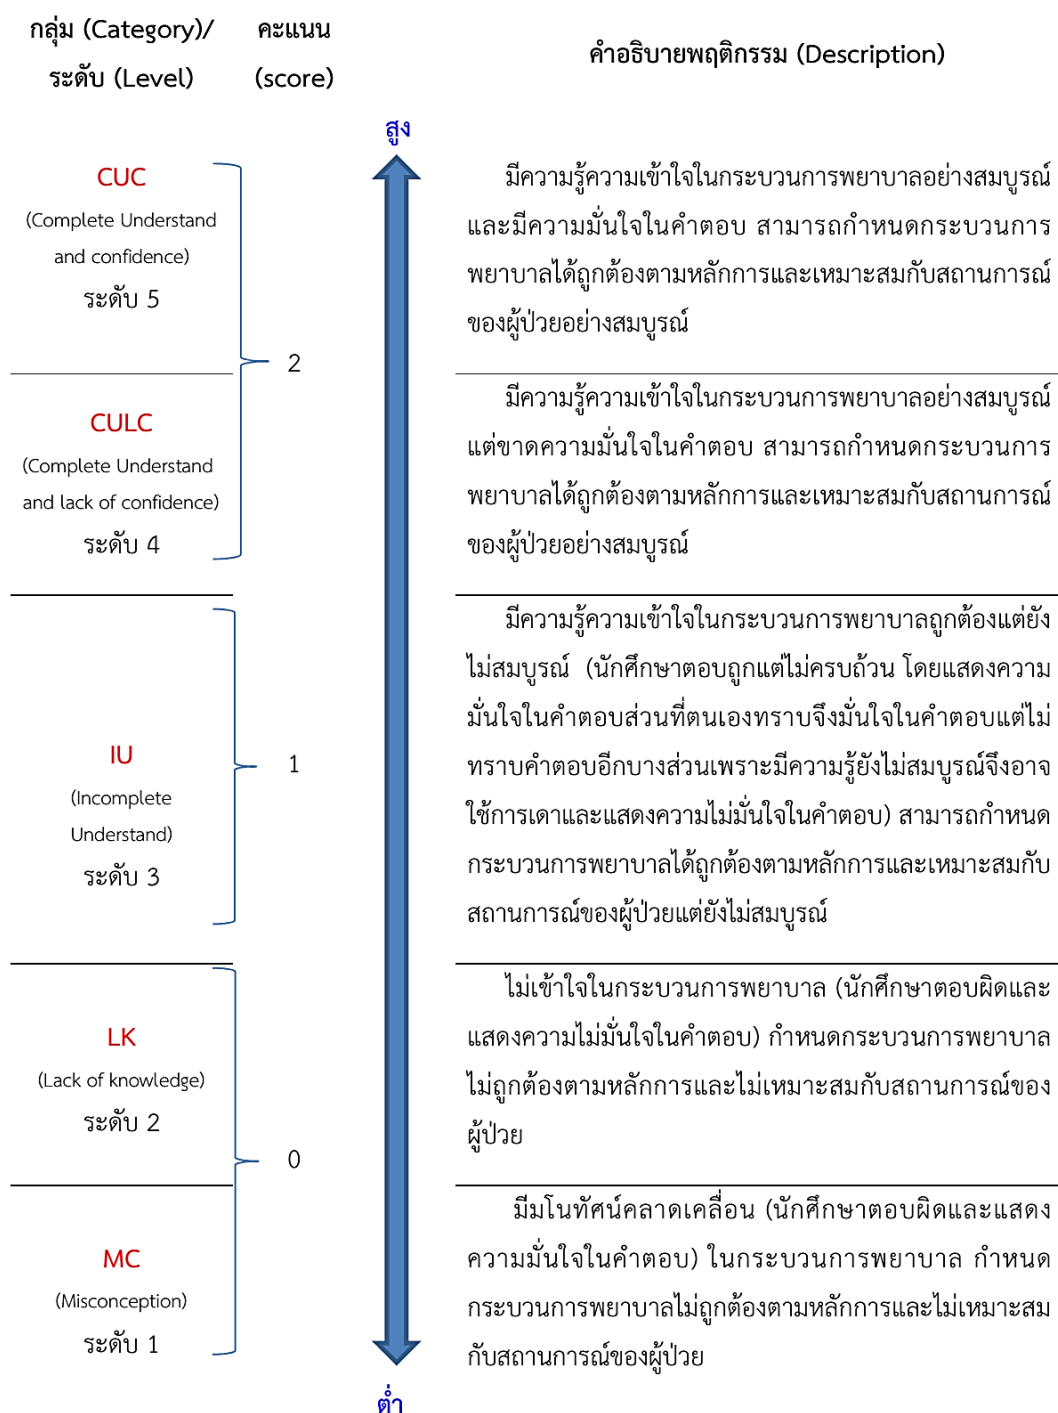 กลุ่ม (Category)/
ระดับ (Level)
คะแนน
(score)
คำอธิบายพฤติกรรม (Description)
สูง
CUC
(Complete Understand
and confidence)
ระดับ 5
มีความรู้ความเข้าใจในกระบวนการพยาบาลอย่างสมบูรณ์
และมีความมั่นใจในคำตอบ สามารถกำหนดกระบวนการ
พยาบาลได้ถูกต้องตามหลักการและเหมาะสมกับสถานการณ์
ของผู้ป่วยอย่างสมบูรณ์
2
CULC
(Complete Understand
and lack of confidence)
ระดับ 4
มีความรู้ความเข้าใจในกระบวนการพยาบาลอย่างสมบูรณ์
แต่ขาดความมั่นใจในคำตอบ สามารถกำหนดกระบวนการ
พยาบาลได้ถูกต้องตามหลักการและเหมาะสมกับสถานการณ์
ของผู้ป่วยอย่างสมบูรณ์
IU
(Incomplete
Understand)
ระดับ 3
1
มีความรู้ความเข้าใจในกระบวนการพยาบาลถูกต้องแต่ยัง
ไม่สมบูรณ์ (นักศึกษาตอบถูกแต่ไม่ครบถ้วน โดยแสดงความ
มั่นใจในคำตอบส่วนที่ตนเองทราบจึงมั่นใจในคำตอบแต่ไม่
ทราบคำตอบอีกบางส่วนเพราะมีความรู้ยังไม่สมบูรณ์จึงอาจ
ใช้การเดาและแสดงความไม่มั่นใจในคำตอบ) สามารถกำหนด
กระบวนการพยาบาลได้ถูกต้องตามหลักการและเหมาะสมกับ
สถานการณ์ของผู้ป่วยแต่ยังไม่สมบูรณ์
LK
(Lack of knowledge)
ระดับ 2
ไม่เข้าใจในกระบวนการพยาบาล (นักศึกษาตอบผิดและ
แสดงความไม่มั่นใจในคำตอบ) กำหนดกระบวนการพยาบาล
ไม่ถูกต้องตามหลักการและไม่เหมาะสมกับสถานการณ์ของ
ผู้ป่วย
0
MC
(Misconception)
ระดับ 1
มีมโนทัศน์คลาดเคลื่อน (นักศึกษาตอบผิดและแสดง
ความมั่นใจในคำตอบ) ในกระบวนการพยาบาล กำหนด
กระบวนการพยาบาลไม่ถูกต้องตามหลักการและไม่เหมาะสม
กับสถานการณ์ของผู้ป่วย
ต่ำ